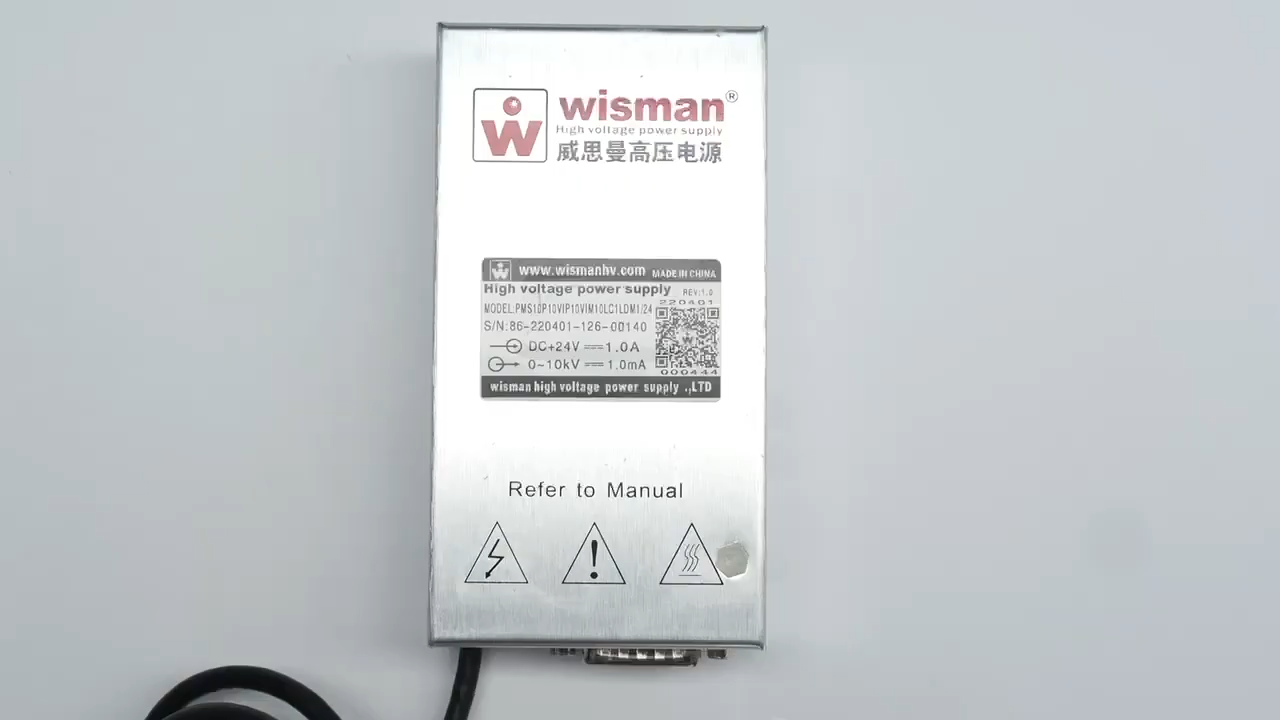 wisman®
High voltage power supply
威思曼高压电源
www.wismanhv.com MADE IN CHINA
High voltage power supply REV:1.0
220401
MODEL:PMS10P10VIP10VIM10LC1LDM1/24
S/N:86-220401-126-00140
DC+24V 1.0A
0~10kV 1.0mA
000444
wisman high voltage power supply .,LTD
Refer to Manual